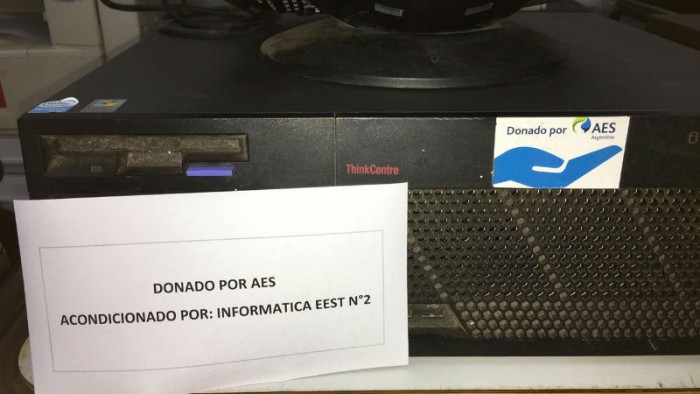 Donado por AES
Argentina
ThinkCentre
DONADO POR AES
ACONDICIONADO POR: INFORMATICA EEST N°2